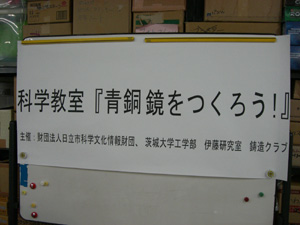 科学教室『青銅鏡をつくろう!』
主催:財団法人日立市科学文化情報財団、茨城大学工学部 伊藤研究室 鋳造クラブ